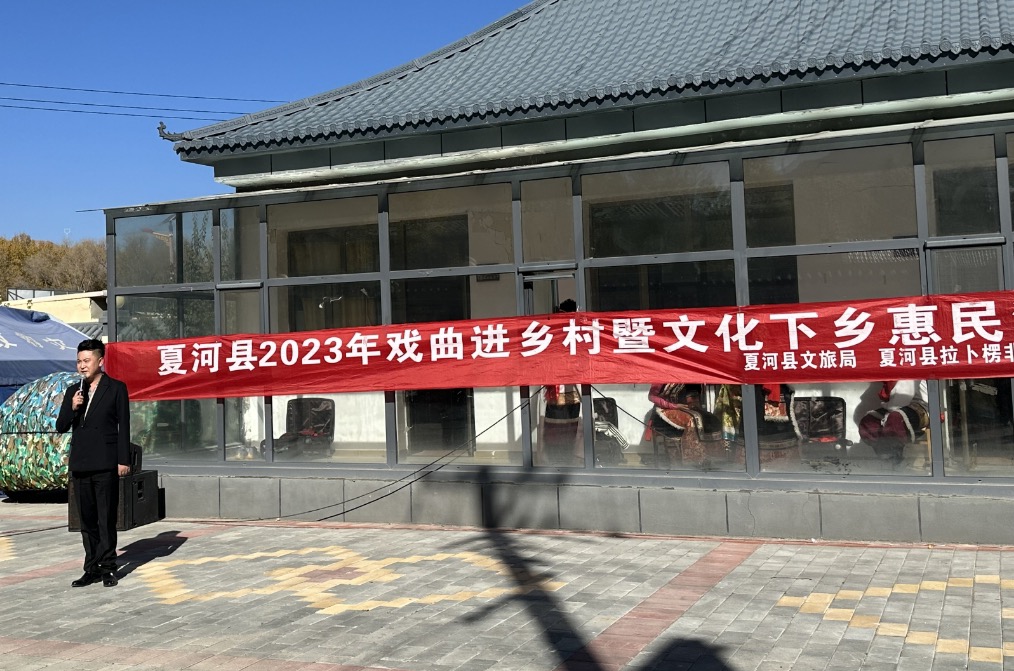 夏河县2023年戏曲进乡村暨文化下乡惠民
夏河县文旅局 夏河县拉卜楞非